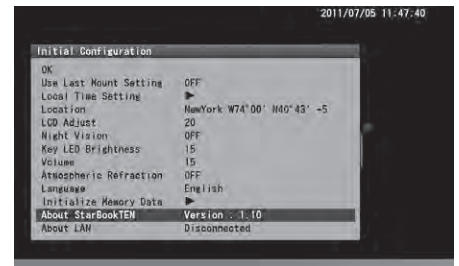 2011/07/05 11:47:40
Initial Configuration
OK
Use Last Mount Setting OFF
Local Time Setting ▶
Location NewYork W74°00' N40°43' -5
LCD Adjust 20
Night Vision OFF
Key LED Brightness 15
Volume 15
Atmospheric Refraction OFF
Language English
Initialize Memory Data ▶
About StarBookTEN Version : 1.10
About LAN Disconnected